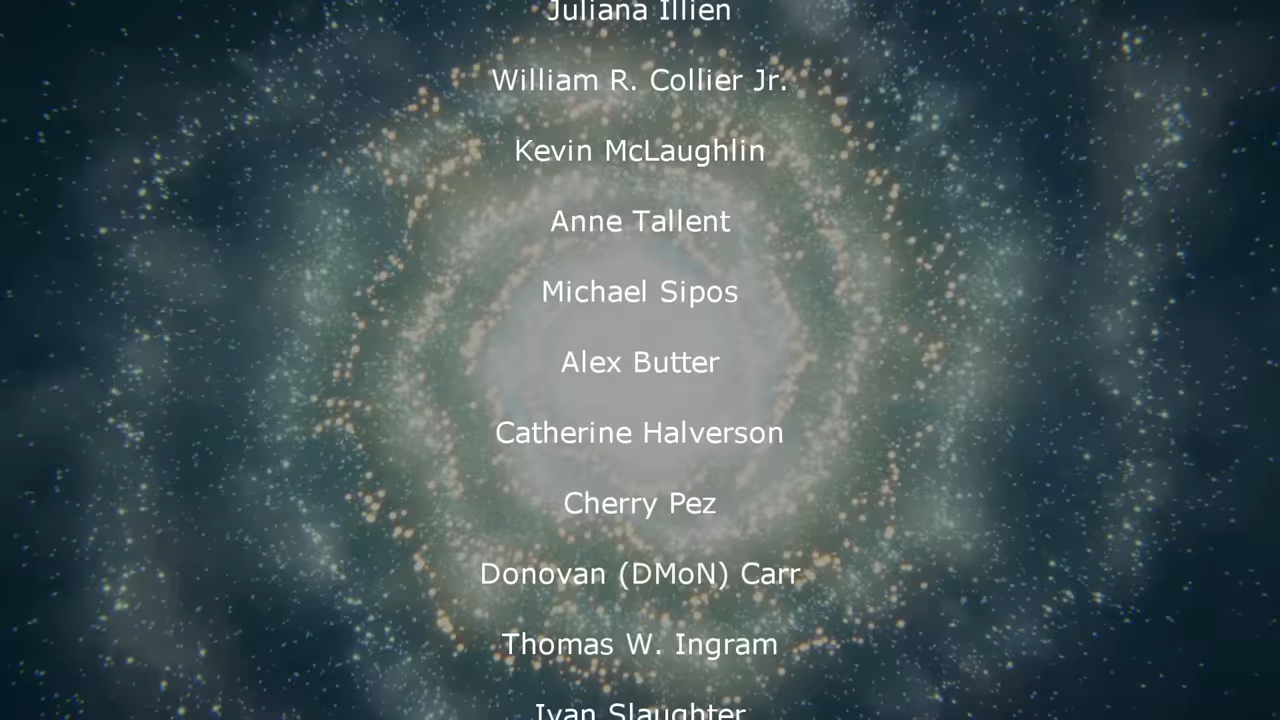 Juliana Illien
William R. Collier Jr.
Kevin McLaughlin
Anne Tallent
Michael Sipos
Alex Butter
Catherine Halverson
Cherry Pez
Donovan (DMoN) Carr
Thomas W. Ingram
Ivan Slaughter